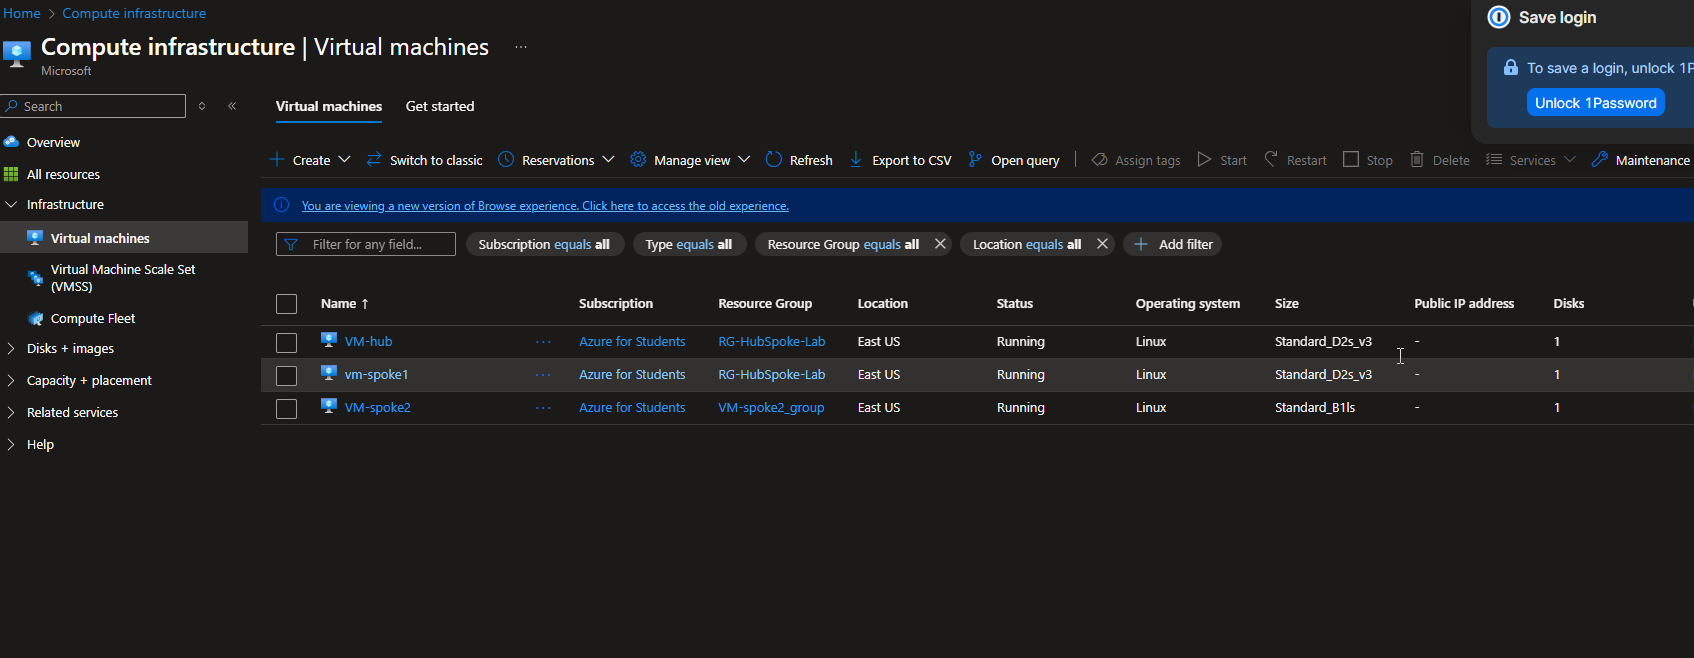 Home > Compute infrastructure
Compute infrastructure | Virtual machines ...
Microsoft
Save login
To save a login, unlock 1P
Unlock 1Password
Search
Overview
All resources
Infrastructure
Virtual machines
Virtual Machine Scale Set
(VMSS)
Compute Fleet
Disks + images
Capacity + placement
Related services
Help
Virtual machines Get started
Create Switch to classic Reservations Manage view Refresh Export to CSV Open query Assign tags Start Restart Stop Delete Services Maintenance
You are viewing a new version of Browse experience. Click here to access the old experience.
Filter for any field... Subscription equals all Type equals all Resource Group equals all Location equals all Add filter
Name ↑ Subscription Resource Group Location Status Operating system Size Public IP address Disks
VM-hub ... Azure for Students RG-HubSpoke-Lab East US Running Linux Standard_D2s_v3 - 1
vm-spoke1 ... Azure for Students RG-HubSpoke-Lab East US Running Linux Standard_D2s_v3 - 1
VM-spoke2 ... Azure for Students VM-spoke2_group East US Running Linux Standard_B1ls - 1